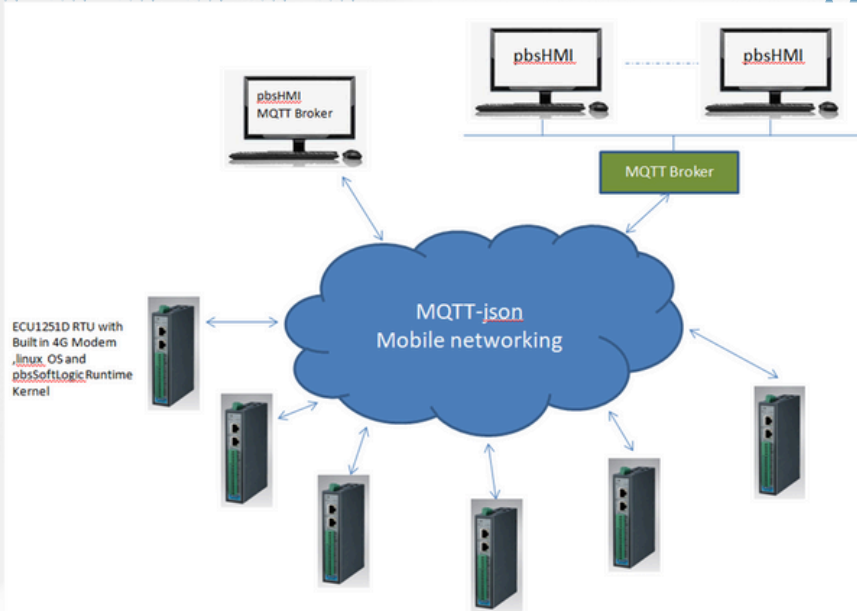 pbsHMI
pbsHMI
pbsHMI
MQTT Broker
MQTT Broker
MQTT-json
Mobile networking
ECU1251D RTU with
Built in 4G Modem
,linux OS and
pbsSoftLogic Runtime
Kernel